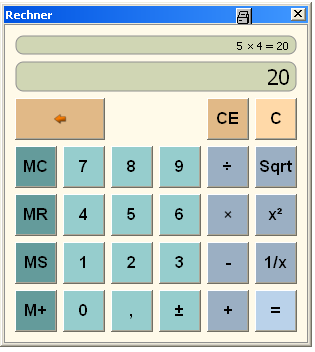 Rechner
5 × 4 = 20
20
CE C
MC 7 8 9 ÷ Sqrt
MR 4 5 6 × x²
MS 1 2 3 - 1/x
M+ 0 , ± + =